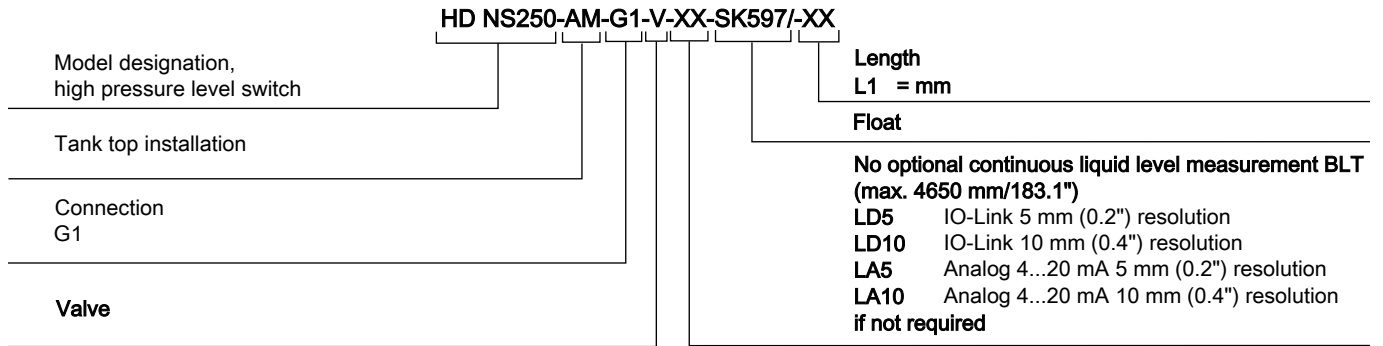 HD NS250-AM-G1-V-XX-SK597/-XX
Model designation,
high pressure level switch
Tank top installation
Connection
G1
Valve
Length
L1 = mm
Float
No optional continuous liquid level measurement BLT
(max. 4650 mm/183.1")
LD5 IO-Link 5 mm (0.2") resolution
LD10 IO-Link 10 mm (0.4") resolution
LA5 Analog 4...20 mA 5 mm (0.2") resolution
LA10 Analog 4...20 mA 10 mm (0.4") resolution
if not required